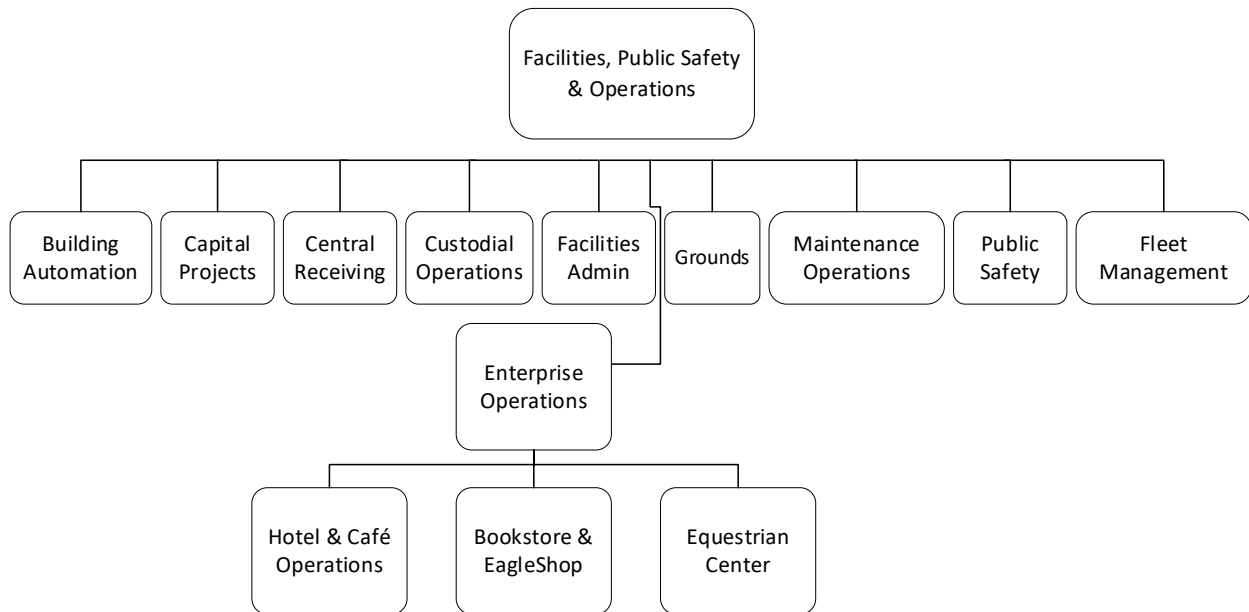 Facilities, Public Safety
& Operations
Building
Automation
Capital
Projects
Central
Receiving
Custodial
Operations
Facilities
Admin
Grounds
Maintenance
Operations
Public
Safety
Fleet
Management
Enterprise
Operations
Hotel & Café
Operations
Bookstore &
EagleShop
Equestrian
Center